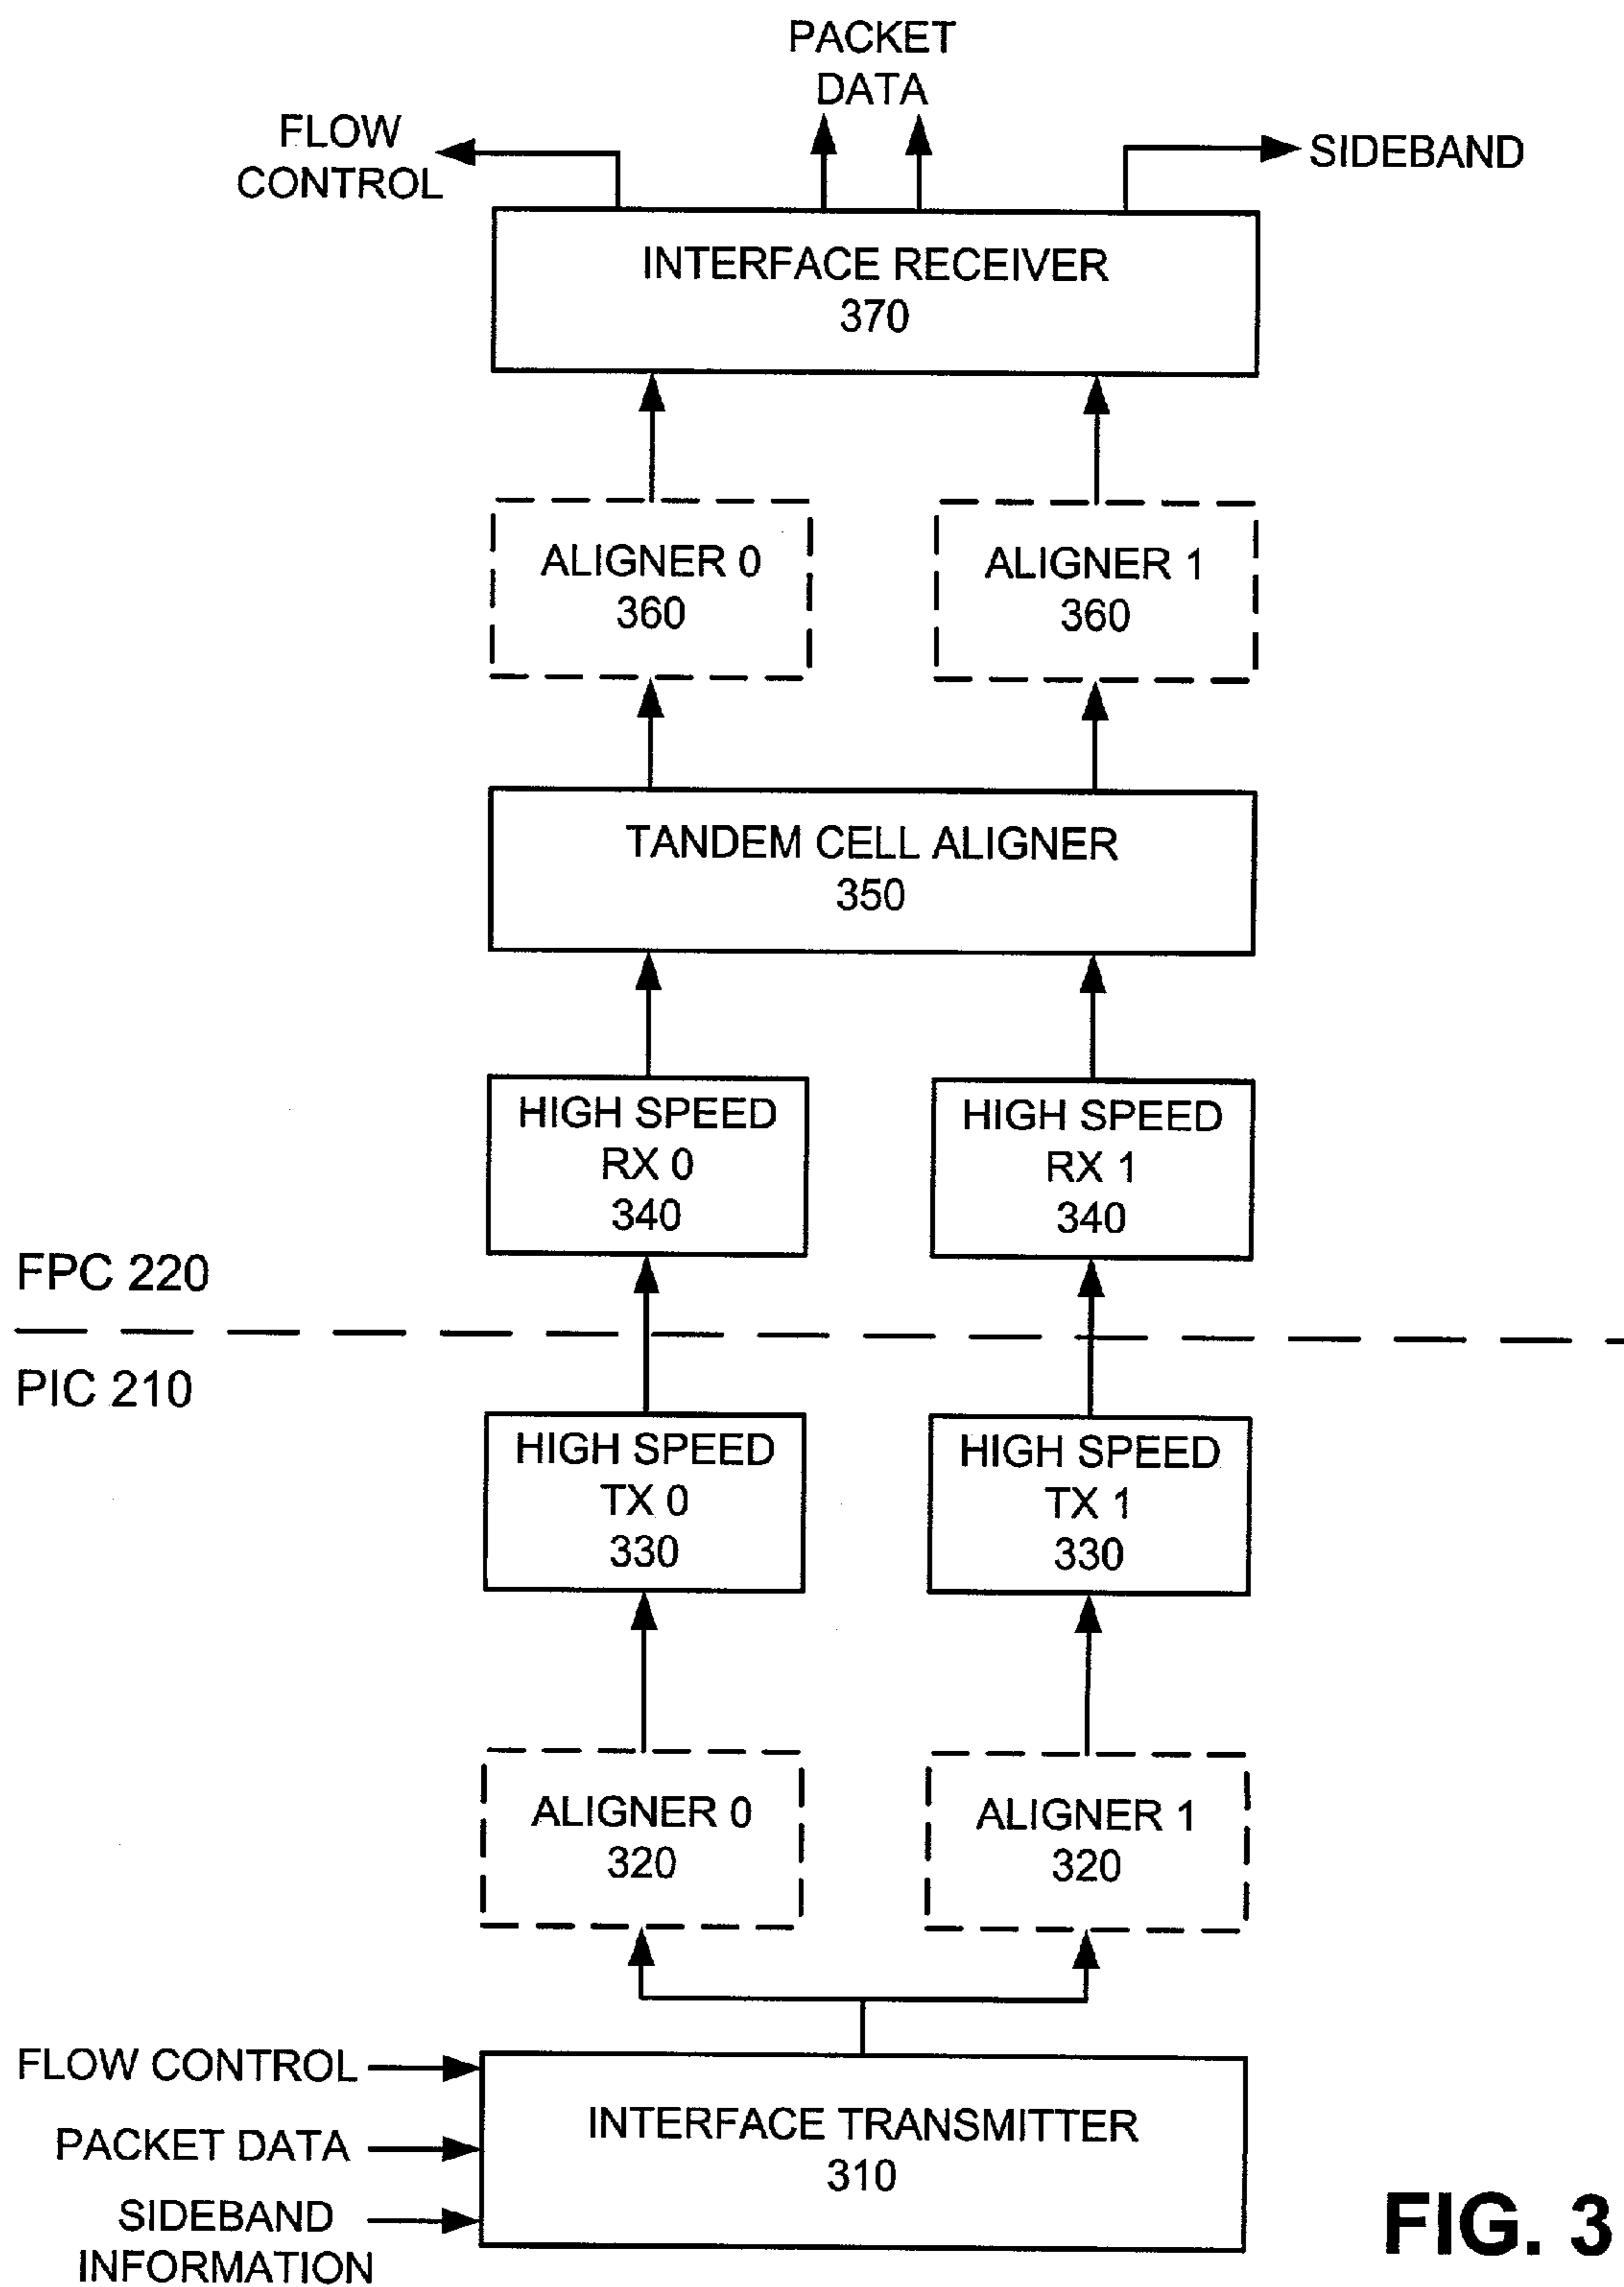 PACKET
DATA
FLOW
CONTROL
SIDEBAND
INTERFACE RECEIVER
370
ALIGNER 0
360
ALIGNER 1
360
TANDEM CELL ALIGNER
350
HIGH SPEED
RX 0
340
HIGH SPEED
RX 1
340
FPC 220
PIC 210
HIGH SPEED
TX 0
330
HIGH SPEED
TX 1
330
ALIGNER 0
320
ALIGNER 1
320
FLOW CONTROL
PACKET DATA
SIDEBAND
INFORMATION
INTERFACE TRANSMITTER
310
FIG. 3